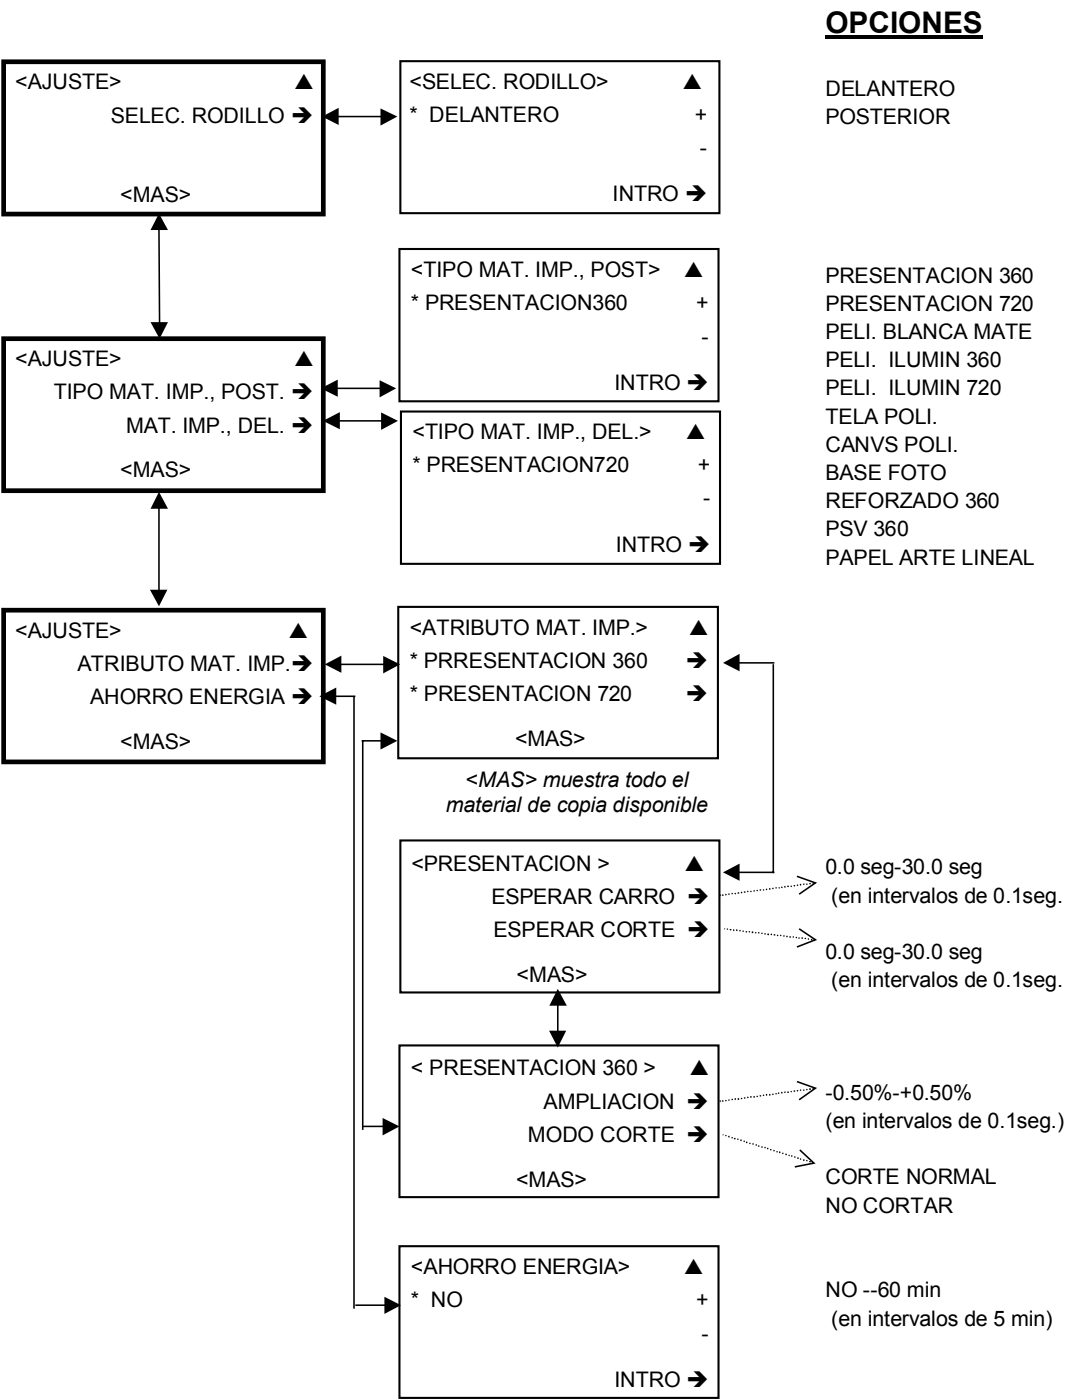 OPCIONES
<AJUSTE> ▲
SELEC. RODILLO ➔
<MAS>
<SELEC. RODILLO> ▲
* DELANTERO +
-
INTRO ➔
DELANTERO
POSTERIOR
<TIPO MAT. IMP., POST> ▲
* PRESENTACION360 +
-
INTRO ➔
<AJUSTE> ▲
TIPO MAT. IMP., POST. ➔
MAT. IMP., DEL. ➔
<MAS>
<TIPO MAT. IMP., DEL.> ▲
* PRESENTACION720 +
-
INTRO ➔
PRESENTACION 360
PRESENTACION 720
PELI. BLANCA MATE
PELI. ILUMIN 360
PELI. ILUMIN 720
TELA POLI.
CANVS POLI.
BASE FOTO
REFORZADO 360
PSV 360
PAPEL ARTE LINEAL
<AJUSTE> ▲
ATRIBUTO MAT. IMP. ➔
AHORRO ENERGIA ➔
<MAS>
<ATRIBUTO MAT. IMP.> ▲
* PRRESENTACION 360 ➔
* PRESENTACION 720 ➔
<MAS>
<MAS> muestra todo el
material de copia disponible
<PRESENTACION > ▲
ESPERAR CARRO ➔
ESPERAR CORTE ➔
<MAS>
0.0 seg-30.0 seg
(en intervalos de 0.1seg.
0.0 seg-30.0 seg
(en intervalos de 0.1seg.
< PRESENTACION 360 > ▲
AMPLIACION ➔
MODO CORTE ➔
<MAS>
-0.50%-+0.50%
(en intervalos de 0.1seg.)
CORTE NORMAL
NO CORTAR
<AHORRO ENERGIA> ▲
* NO +
-
INTRO ➔
NO --60 min
(en intervalos de 5 min)